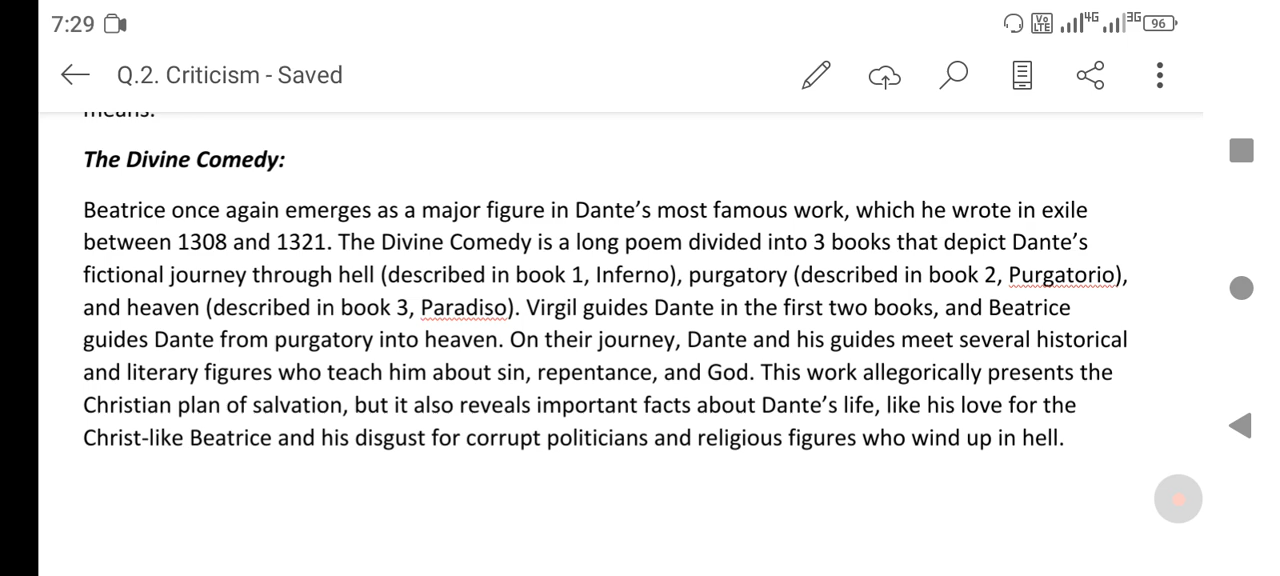 7:29
Vo LTE 4G 3G 96
Q.2. Criticism - Saved
means.
The Divine Comedy:
Beatrice once again emerges as a major figure in Dante’s most famous work, which he wrote in exile
between 1308 and 1321. The Divine Comedy is a long poem divided into 3 books that depict Dante’s
fictional journey through hell (described in book 1, Inferno), purgatory (described in book 2, Purgatorio),
and heaven (described in book 3, Paradiso). Virgil guides Dante in the first two books, and Beatrice
guides Dante from purgatory into heaven. On their journey, Dante and his guides meet several historical
and literary figures who teach him about sin, repentance, and God. This work allegorically presents the
Christian plan of salvation, but it also reveals important facts about Dante’s life, like his love for the
Christ-like Beatrice and his disgust for corrupt politicians and religious figures who wind up in hell.